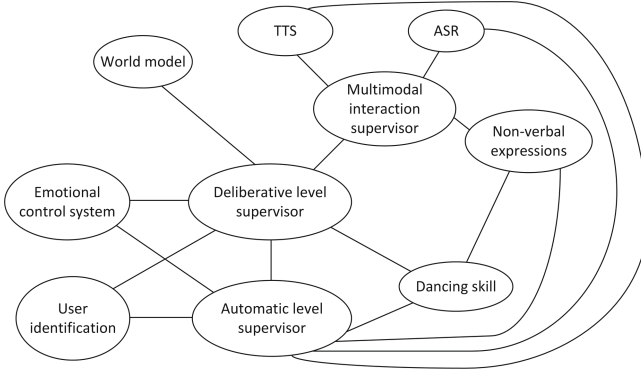 TTS
ASR
World model
Multimodal
interaction
supervisor
Non-verbal
expressions
Emotional
control system
Deliberative level
supervisor
Dancing skill
User
identification
Automatic level
supervisor